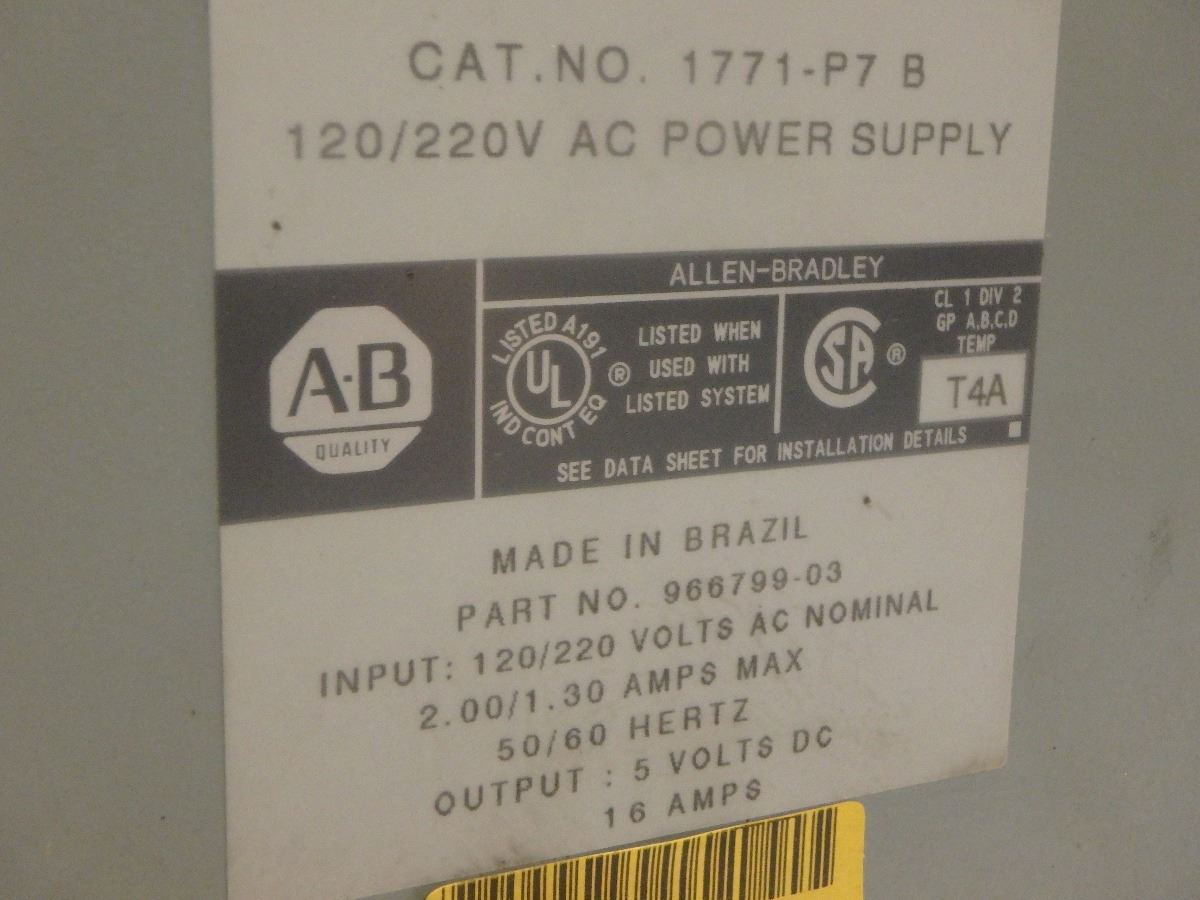 CAT.NO. 1771-P7 B
120/220V AC POWER SUPPLY
ALLEN-BRADLEY
A·B
QUALITY
LISTED A191
UL ®
IND CONT EQ
LISTED WHEN
USED WITH
LISTED SYSTEM
SA ®
CL 1 DIV 2
GP A,B,C,D
TEMP
T4A
SEE DATA SHEET FOR INSTALLATION DETAILS
MADE IN BRAZIL
PART NO. 966799-03
INPUT: 120/220 VOLTS AC NOMINAL
2.00/1.30 AMPS MAX
50/60 HERTZ
OUTPUT : 5 VOLTS DC
16 AMPS